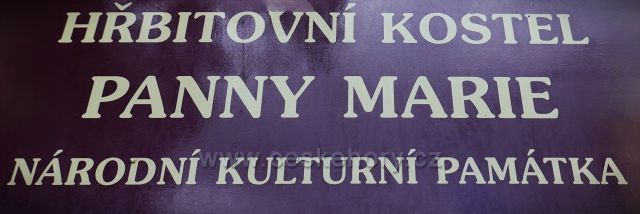 HŘBITOVNÍ KOSTEL
PANNY MARIE
www.ceskehory.cz
NÁRODNÍ KULTURNÍ PAMÁTKA